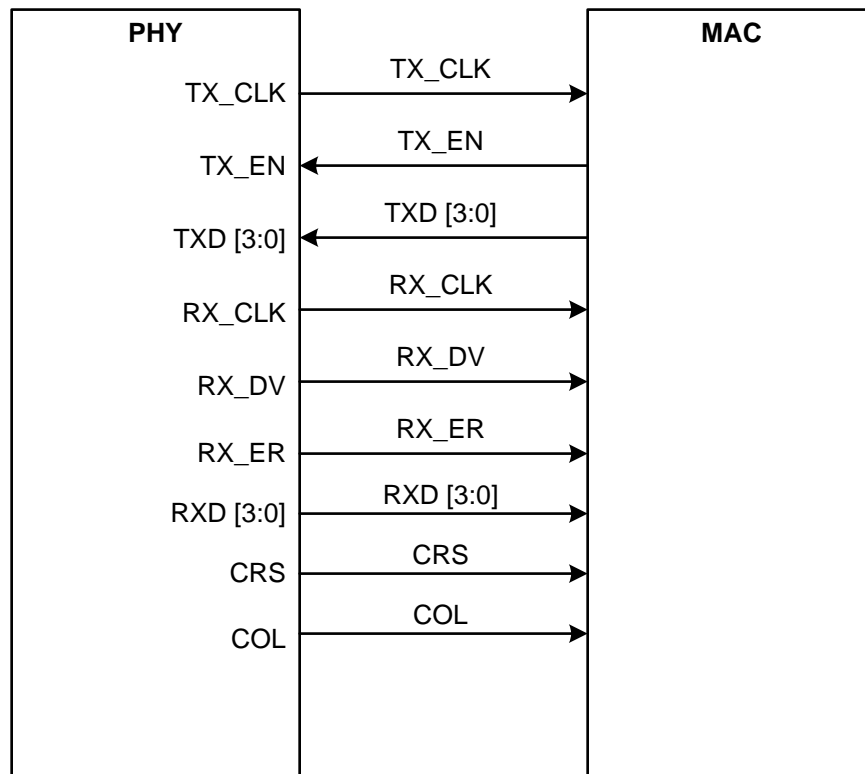 PHY
MAC
TX_CLK
TX_CLK
TX_EN
TX_EN
TXD [3:0]
TXD [3:0]
RX_CLK
RX_CLK
RX_DV
RX_DV
RX_ER
RX_ER
RXD [3:0]
RXD [3:0]
CRS
CRS
COL
COL